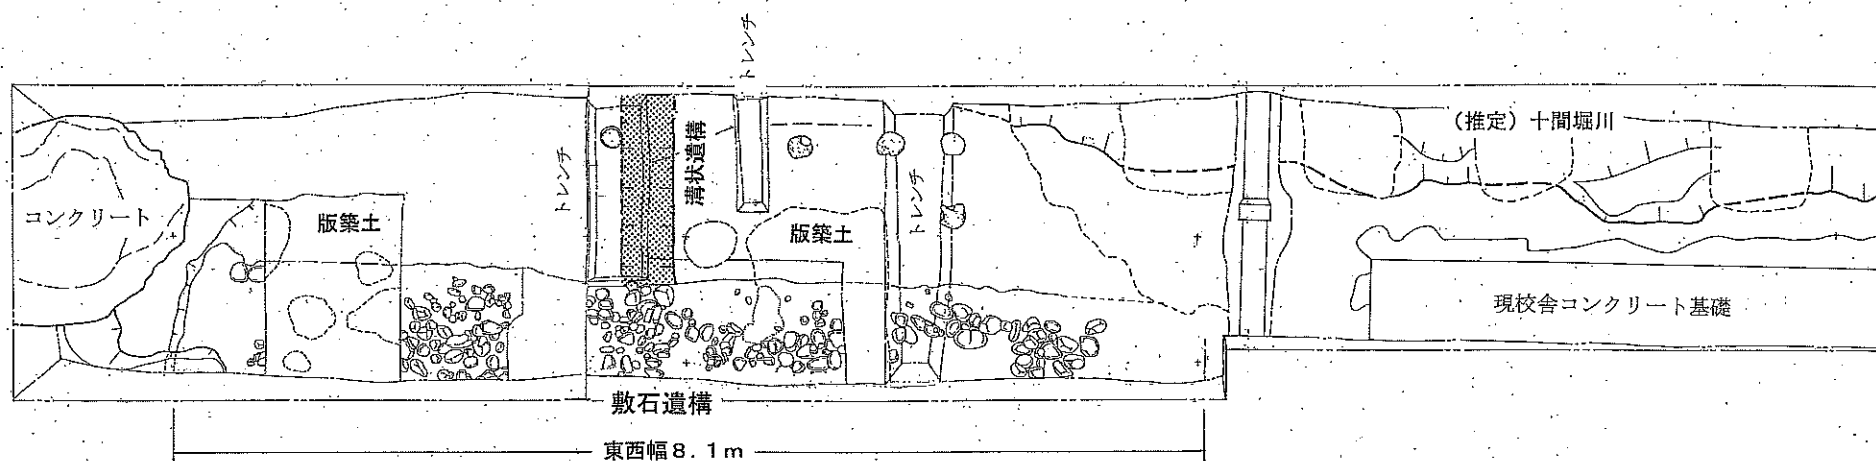 トレンチ
(推定)十間堀川
溝状遺構
トレンチ
トレンチ
コンクリート
版築土
版築土
現校舎コンクリート基礎
敷石遺構
東西幅8.1m